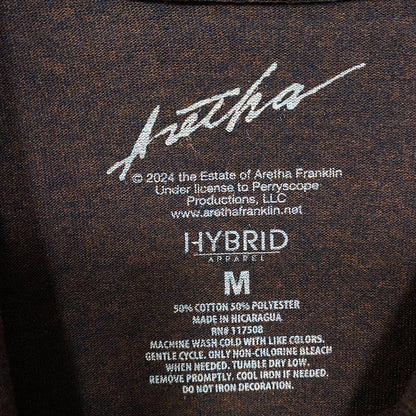 Aretha
© 2024 the Estate of Aretha Franklin
Under license to Perryscope
Productions, LLC
www.arethafranklin.net
HYBRID
APPAREL
M
50% COTTON 50% POLYESTER
MADE IN NICARAGUA
RN# 117508
MACHINE WASH COLD WITH LIKE COLORS.
GENTLE CYCLE. ONLY NON-CHLORINE BLEACH
WHEN NEEDED. TUMBLE DRY LOW.
REMOVE PROMPTLY. COOL IRON IF NEEDED.
DO NOT IRON DECORATION.